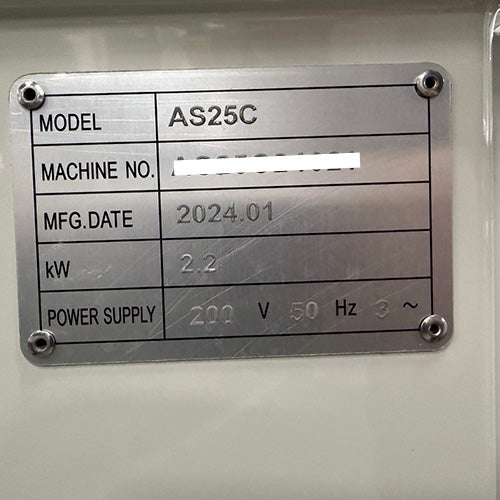 MODEL AS25C
MACHINE NO.
MFG.DATE 2024.01
kW 2.2
POWER SUPPLY 200 V 50 Hz 3 ~